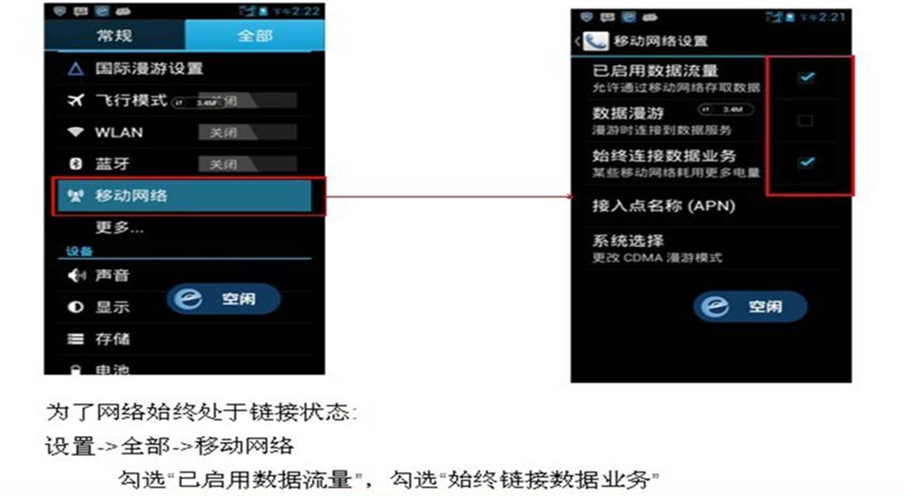 下午2:22
常规
全部
国际漫游设置
飞行模式
3.4M
关闭
WLAN
关闭
蓝牙
关闭
移动网络
更多...
设备
声音
显示
空闲
存储
电池
下午2:21
移动网络设置
已启用数据流量
允许通过移动网络存取数据
数据漫游
3.4M
漫游时连接到数据服务
始终连接数据业务
某些移动网络耗用更多电量
接入点名称 (APN)
系统选择
更改 CDMA 漫游模式
空闲
为了网络始终处于链接状态:
设置->全部->移动网络
勾选“已启用数据流量”，勾选“始终链接数据业务”